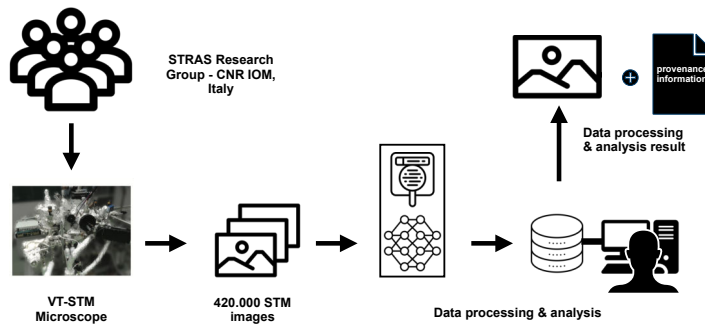 STRAS Research
Group - CNR IOM,
Italy
provenance
information
Data processing
& analysis result
VT-STM
Microscope
420.000 STM
images
Data processing & analysis